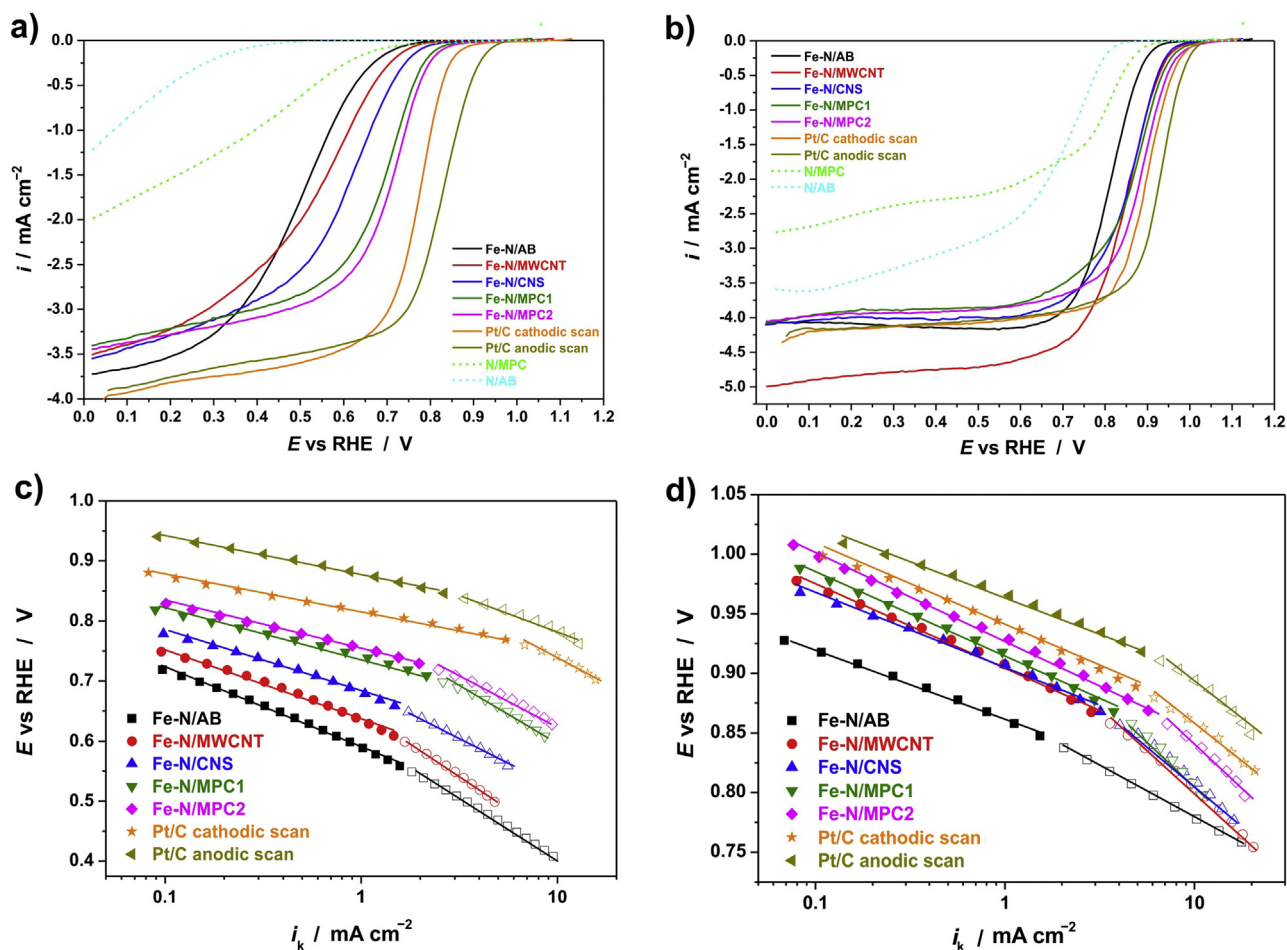 a)
0.0
-0.5
-1.0
-1.5
-2.0
-2.5
-3.0
-3.5
-4.0
i / mA cm⁻²
Fe-N/AB
Fe-N/MWCNT
Fe-N/CNS
Fe-N/MPC1
Fe-N/MPC2
Pt/C cathodic scan
Pt/C anodic scan
N/MPC
N/AB
0.0 0.1 0.2 0.3 0.4 0.5 0.6 0.7 0.8 0.9 1.0 1.1 1.2
E vs RHE / V
b)
0.0
-0.5
-1.0
-1.5
-2.0
-2.5
-3.0
-3.5
-4.0
-4.5
-5.0
i / mA cm⁻²
Fe-N/AB
Fe-N/MWCNT
Fe-N/CNS
Fe-N/MPC1
Fe-N/MPC2
Pt/C cathodic scan
Pt/C anodic scan
N/MPC
N/AB
0.0 0.1 0.2 0.3 0.4 0.5 0.6 0.7 0.8 0.9 1.0 1.1 1.2
E vs RHE / V
c)
1.0
0.9
0.8
0.7
0.6
0.5
0.4
E vs RHE / V
Fe-N/AB
Fe-N/MWCNT
Fe-N/CNS
Fe-N/MPC1
Fe-N/MPC2
Pt/C cathodic scan
Pt/C anodic scan
0.1 1 10
iₖ / mA cm⁻²
d)
1.05
1.00
0.95
0.90
0.85
0.80
0.75
E vs RHE / V
Fe-N/AB
Fe-N/MWCNT
Fe-N/CNS
Fe-N/MPC1
Fe-N/MPC2
Pt/C cathodic scan
Pt/C anodic scan
0.1 1 10
iₖ / mA cm⁻²